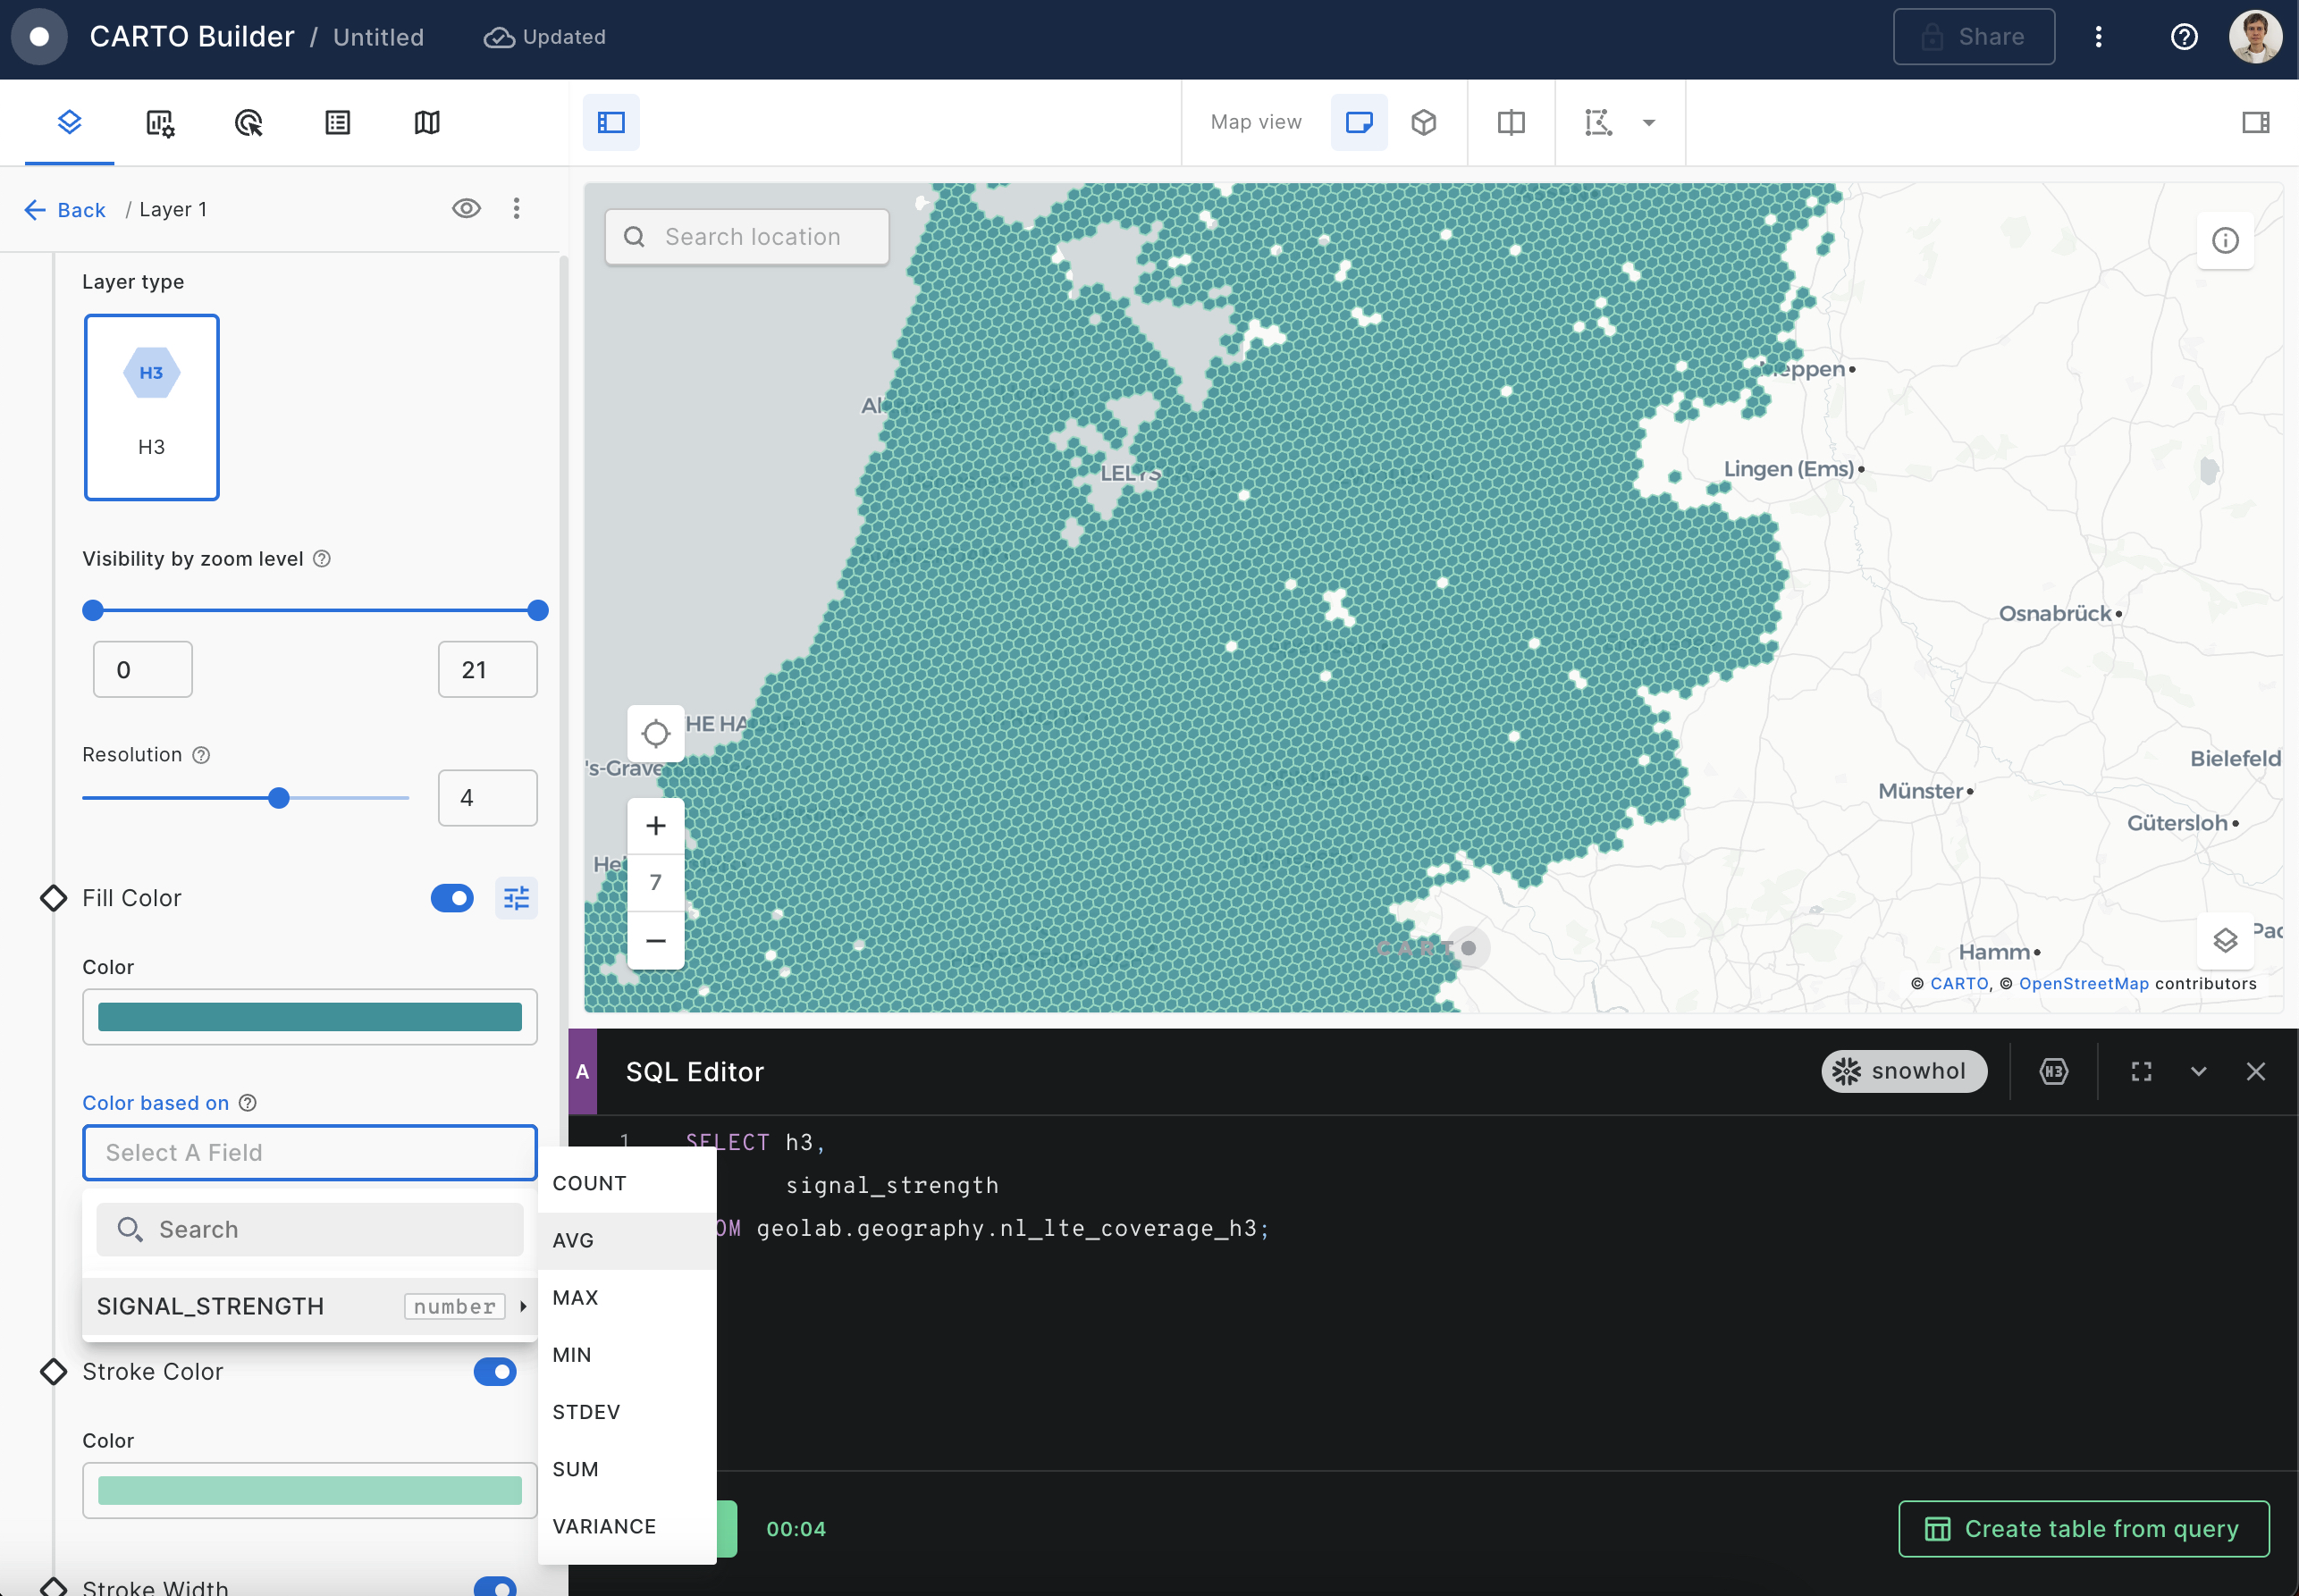 CARTO Builder / Untitled
Updated
Share
Map view
Back / Layer 1
Layer type
H3
H3
Visibility by zoom level
0
21
Resolution
4
Fill Color
Color
Color based on
Select A Field
Search
SIGNAL_STRENGTH number
COUNT
AVG
MAX
MIN
STDEV
SUM
VARIANCE
Stroke Color
Color
Stroke Width
Search location
Al
LELYS
eppen
Lingen (Ems)
Osnabrück
HE HA
's-Grave
He
7
Bielefeld
Münster
Gütersloh
Hamm
Pad
CARTO
© CARTO, © OpenStreetMap contributors
A
SQL Editor
snowhol
H3
1 SELECT h3,
signal_strength
OM geolab.geography.nl_lte_coverage_h3;
00:04
Create table from query